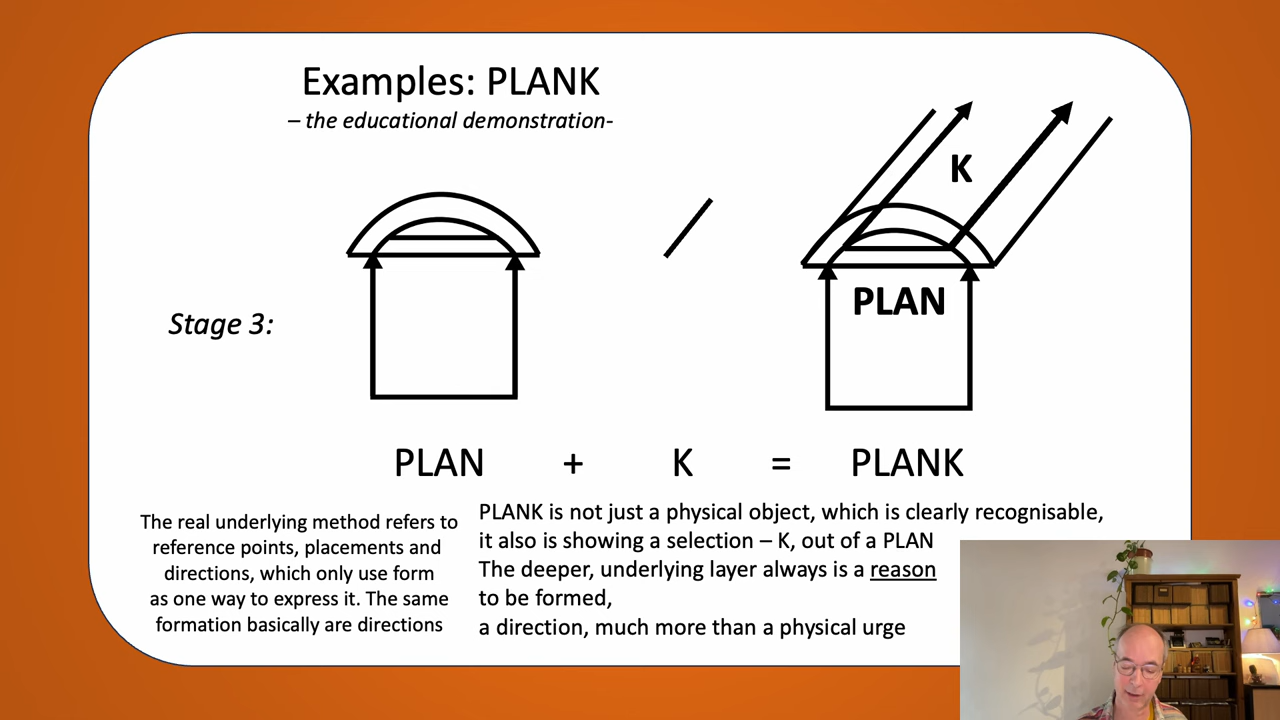 Examples: PLANK
– the educational demonstration-
K
PLAN
Stage 3:
PLAN + K = PLANK
The real underlying method refers to
reference points, placements and
directions, which only use form
as one way to express it. The same
formation basically are directions
PLANK is not just a physical object, which is clearly recognisable,
it also is showing a selection – K, out of a PLAN
The deeper, underlying layer always is a reason
to be formed,
a direction, much more than a physical urge